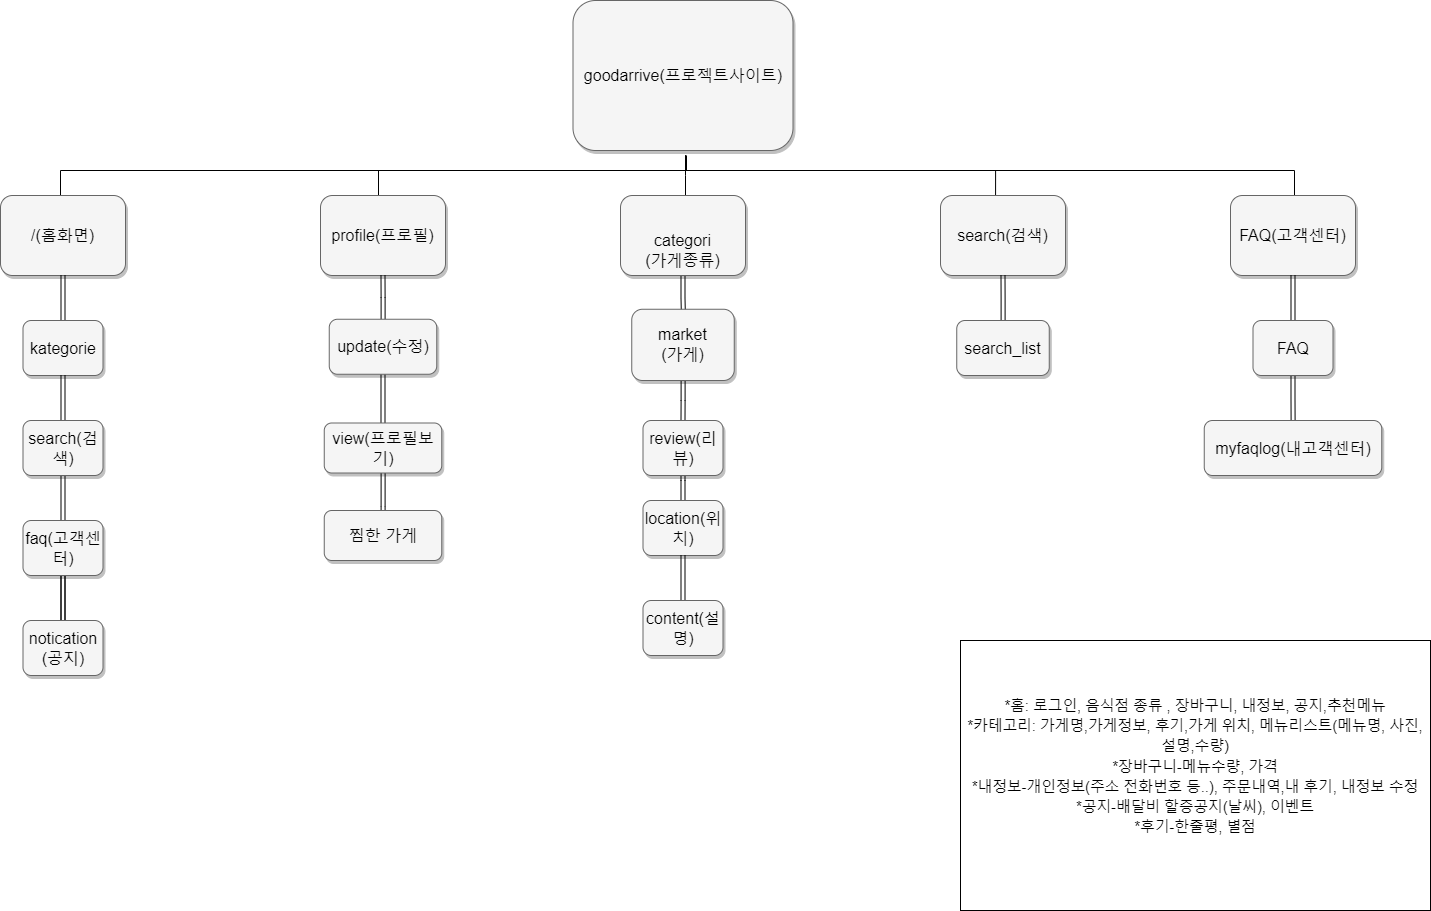 goodarrive(프로젝트사이트)
/(홈화면)
kategorie
search(검
색)
faq(고객센
터)
notication
(공지)
profile(프로필)
update(수정)
view(프로필보
기)
찜한 가게
categori
(가게종류)
market
(가게)
review(리
뷰)
location(위
치)
content(설
명)
search(검색)
search_list
FAQ(고객센터)
FAQ
myfaqlog(내고객센터)
*홈: 로그인, 음식점 종류 , 장바구니, 내정보, 공지,추천메뉴
*카테고리: 가게명,가게정보, 후기,가게 위치, 메뉴리스트(메뉴명, 사진,
설명,수량)
*장바구니-메뉴수량, 가격
*내정보-개인정보(주소 전화번호 등..), 주문내역,내 후기, 내정보 수정
*공지-배달비 할증공지(날씨), 이벤트
*후기-한줄평, 별점